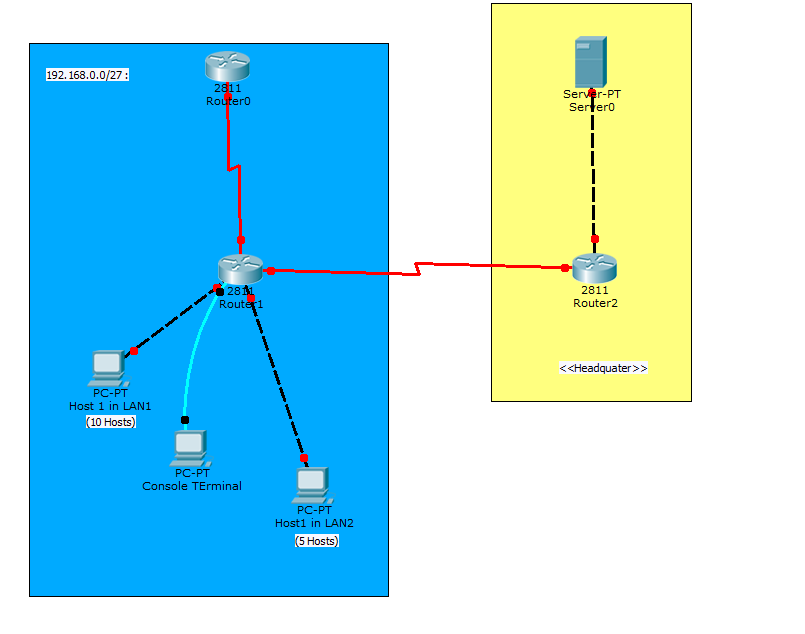 192.168.0.0/27 :
2811
Router0
Server-PT
Server0
2811
Router1
2811
Router2
<<Headquater>>
PC-PT
Host 1 in LAN1
(10 Hosts)
PC-PT
Console TErminal
PC-PT
Host1 in LAN2
(5 Hosts)